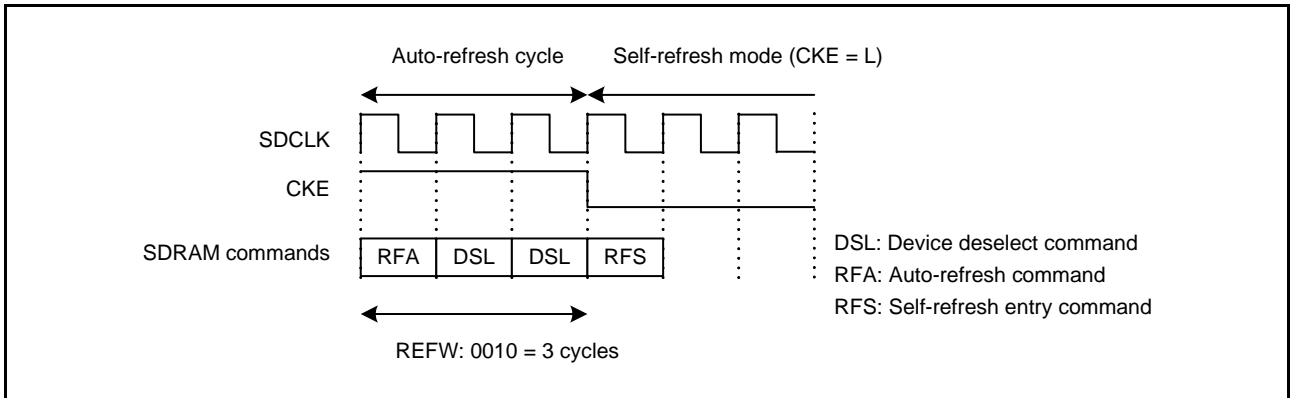 Auto-refresh cycle Self-refresh mode (CKE = L)
SDCLK
CKE
SDRAM commands RFA DSL DSL RFS
DSL: Device deselect command
RFA: Auto-refresh command
RFS: Self-refresh entry command
REFW: 0010 = 3 cycles